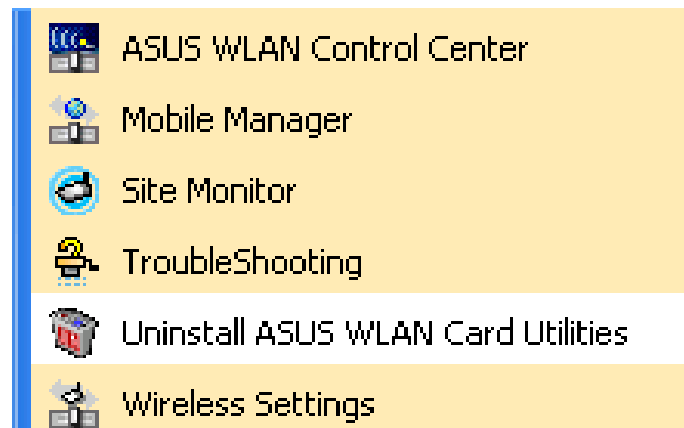 ASUS WLAN Control Center
Mobile Manager
Site Monitor
TroubleShooting
Uninstall ASUS WLAN Card Utilities
Wireless Settings